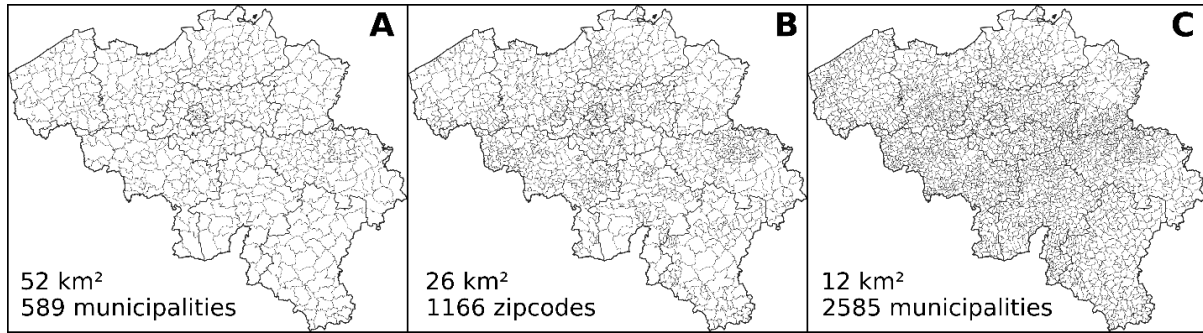 A
52 km²
589 municipalities
B
26 km²
1166 zipcodes
C
12 km²
2585 municipalities